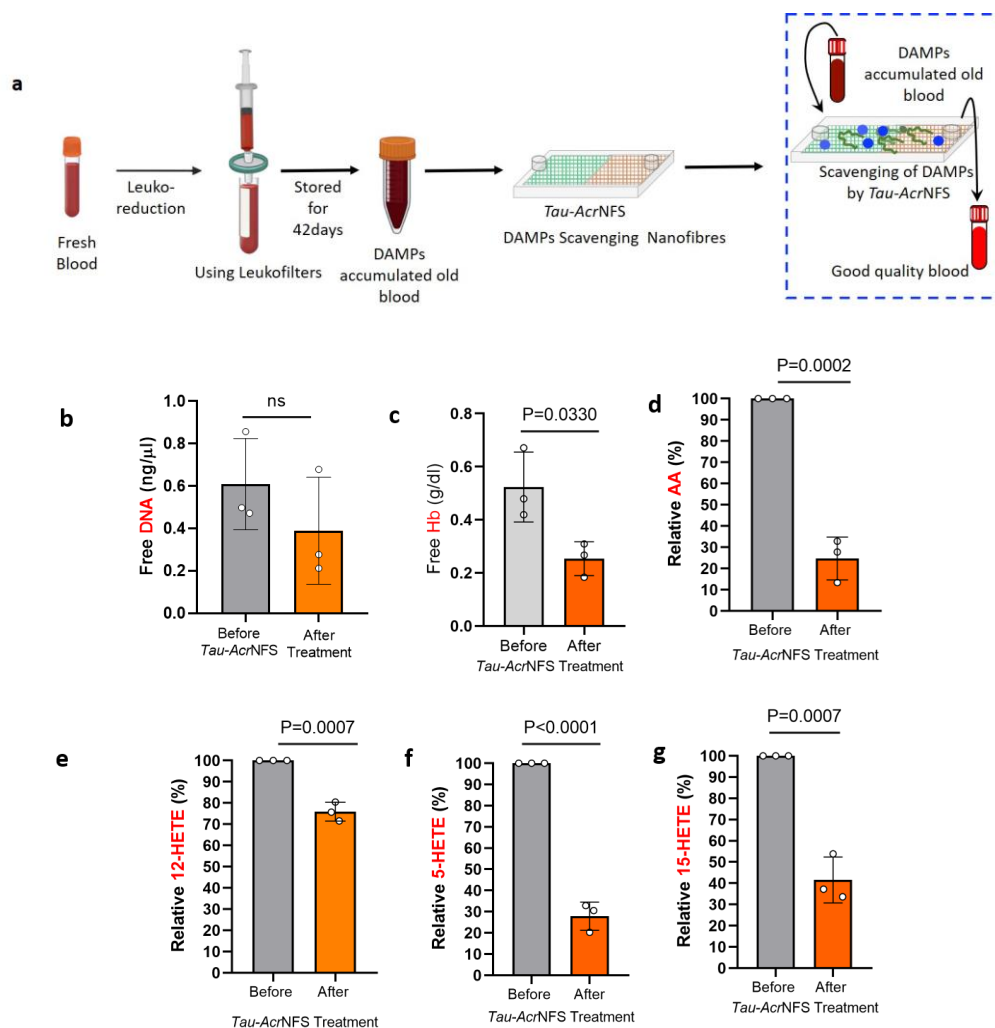 a
Fresh
Blood
Leuko-
reduction
Using Leukofilters
Stored
for
42days
DAMPs
accumulated old
blood
Tau-AcrNFS
DAMPs Scavenging Nanofibres
DAMPs
accumulated old
blood
Scavenging of DAMPs
by Tau-AcrNFS
Good quality blood
b
ns
Free DNA (ng/µl)
1.0
0.8
0.6
0.4
0.2
0.0
Before After
Tau-AcrNFS Treatment
c
P=0.0330
Free Hb (g/dl)
0.8
0.6
0.4
0.2
0.0
Before After
Tau-AcrNFS Treatment
d
P=0.0002
Relative AA (%)
100
90
80
70
60
50
40
30
20
10
0
Before After
Tau-AcrNFS Treatment
e
P=0.0007
Relative 12-HETE (%)
100
90
80
70
60
50
40
30
20
10
0
Before After
Tau-AcrNFS Treatment
f
P<0.0001
Relative 5-HETE (%)
100
90
80
70
60
50
40
30
20
10
0
Before After
Tau-AcrNFS Treatment
g
P=0.0007
Relative 15-HETE (%)
100
90
80
70
60
50
40
30
20
10
0
Before After
Tau-AcrNFS Treatment